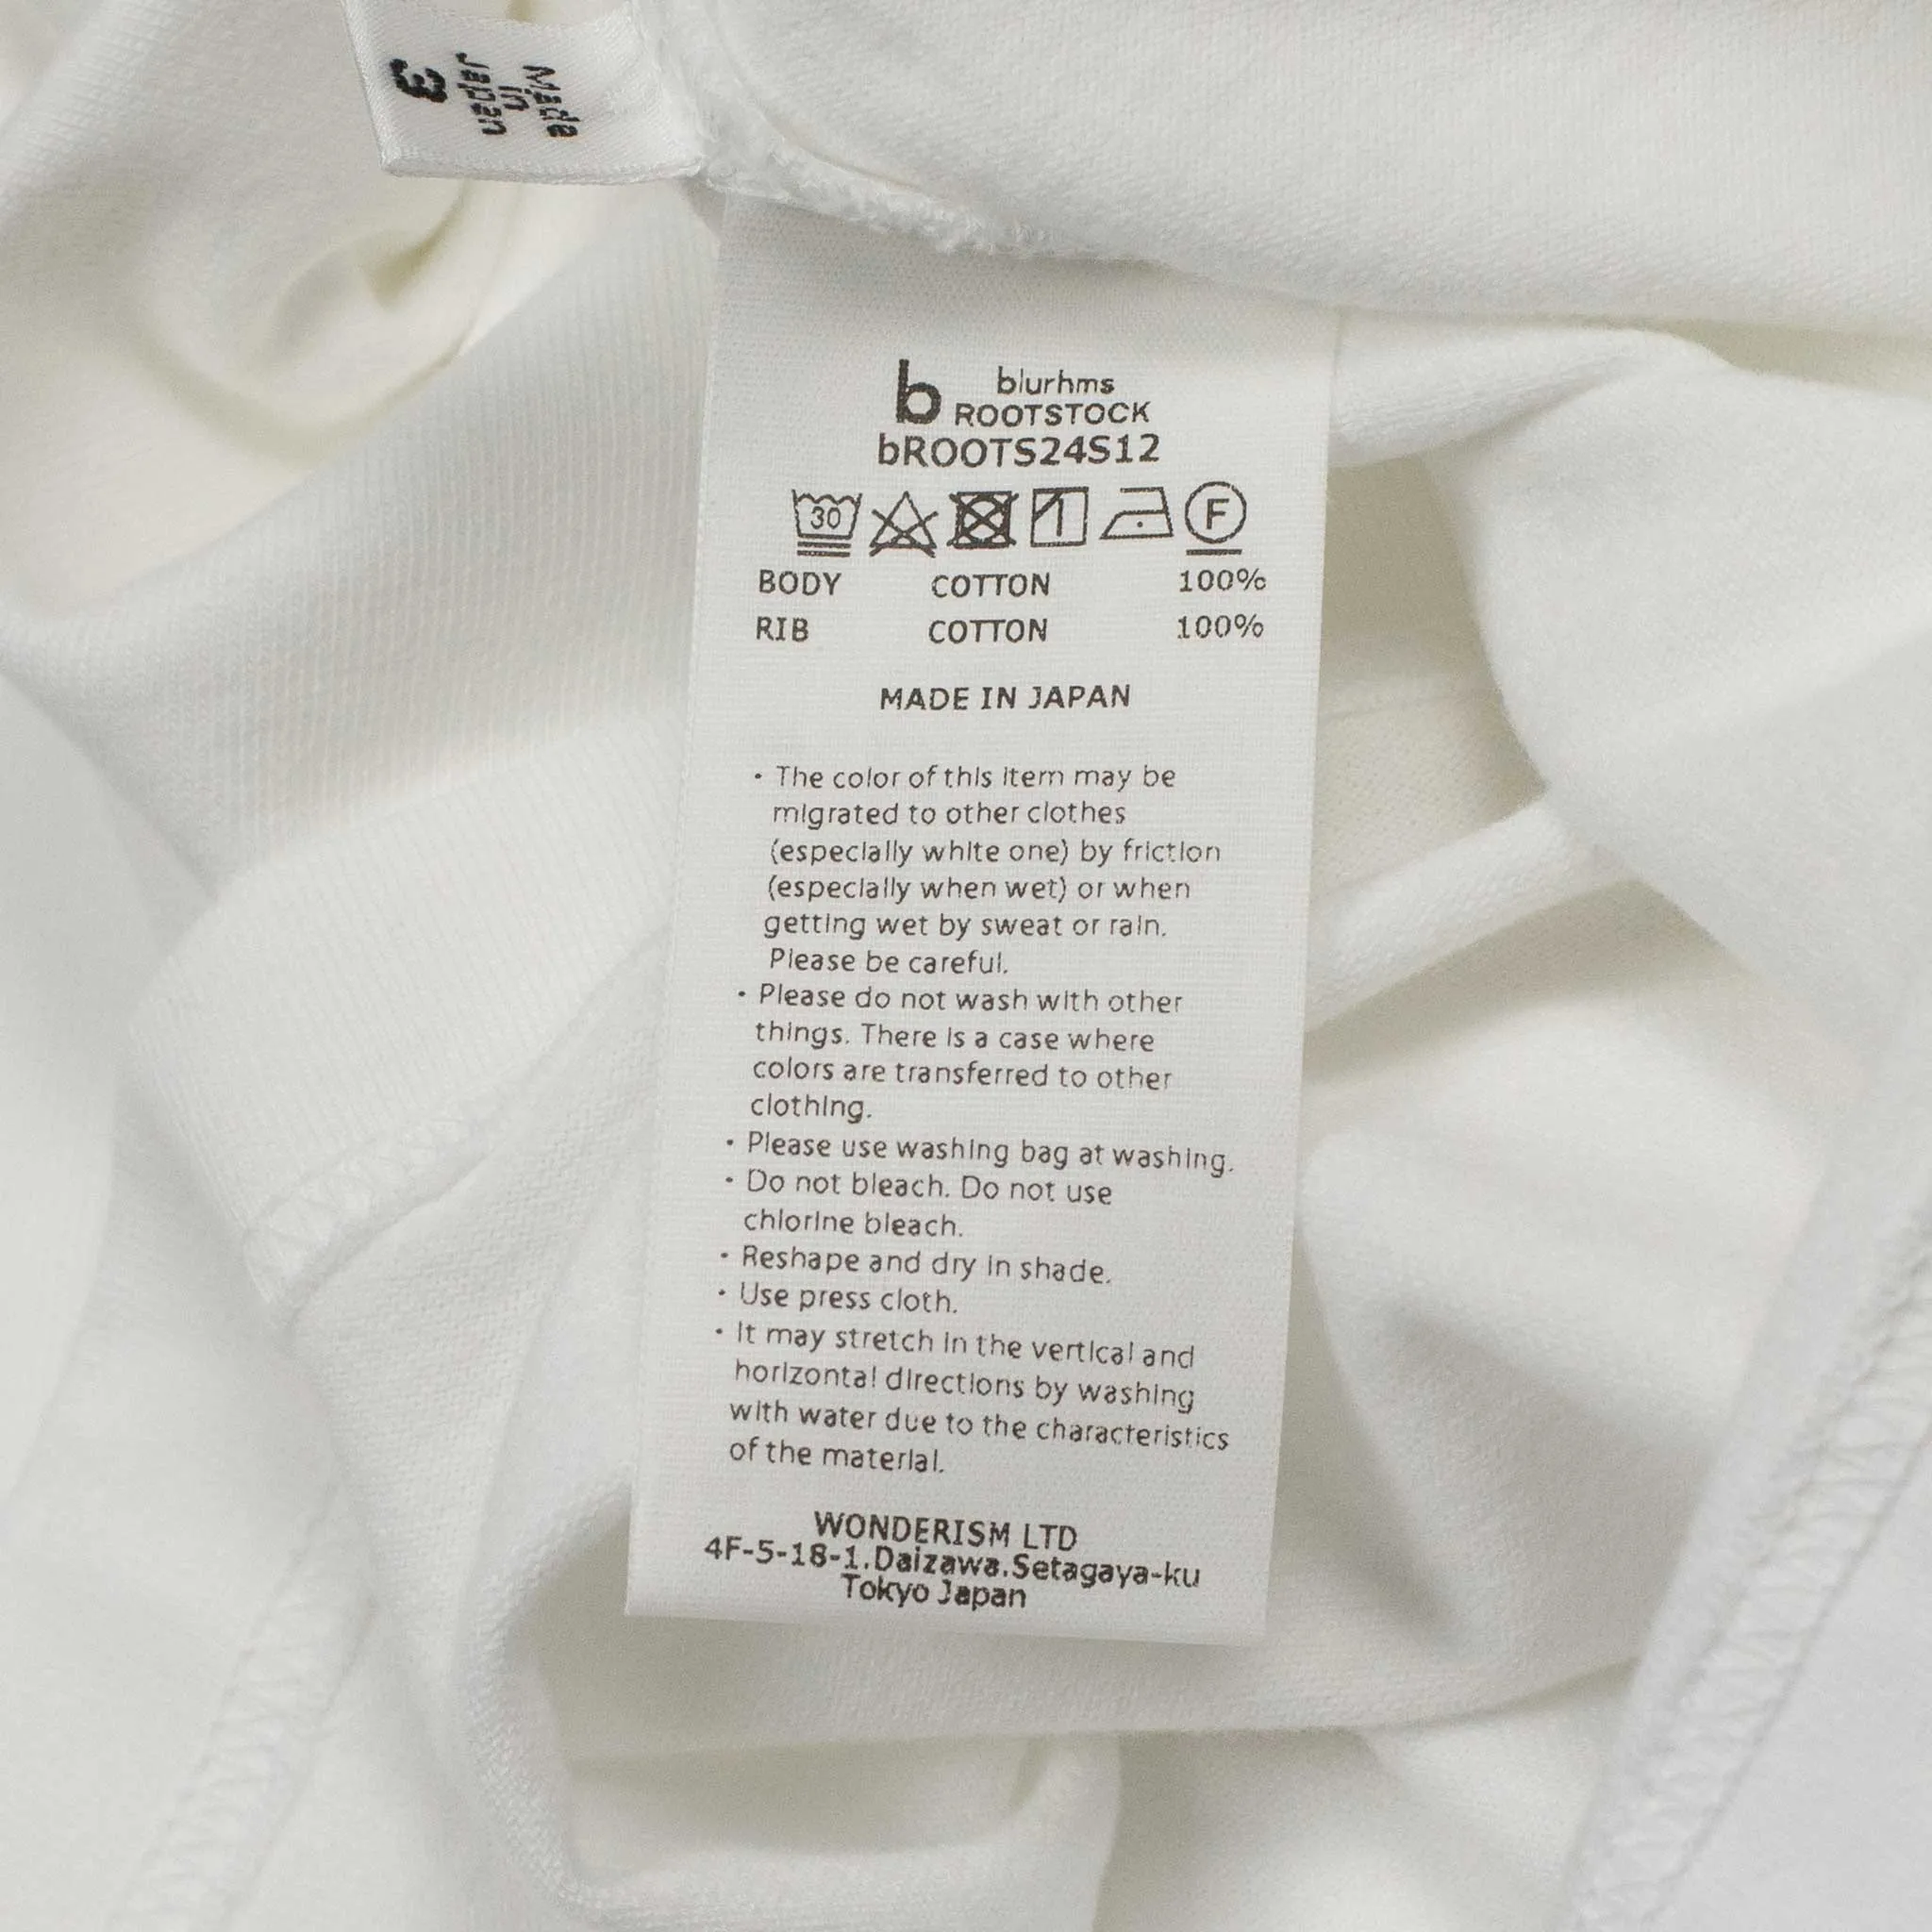 3
Made
in
Japan
b blurhms
ROOTSTOCK
bROOTS24S12
30 F
BODY COTTON 100%
RIB COTTON 100%
MADE IN JAPAN
・The color of this item may be
migrated to other clothes
(especially white one) by friction
(especially when wet) or when
getting wet by sweat or rain.
Please be careful.
・Please do not wash with other
things. There is a case where
colors are transferred to other
clothing.
・Please use washing bag at washing.
・Do not bleach. Do not use
chlorine bleach.
・Reshape and dry in shade.
・Use press cloth.
・It may stretch in the vertical and
horizontal directions by washing
with water due to the characteristics
of the material.
WONDERISM LTD
4F-5-18-1.Daizawa.Setagaya-ku
Tokyo Japan